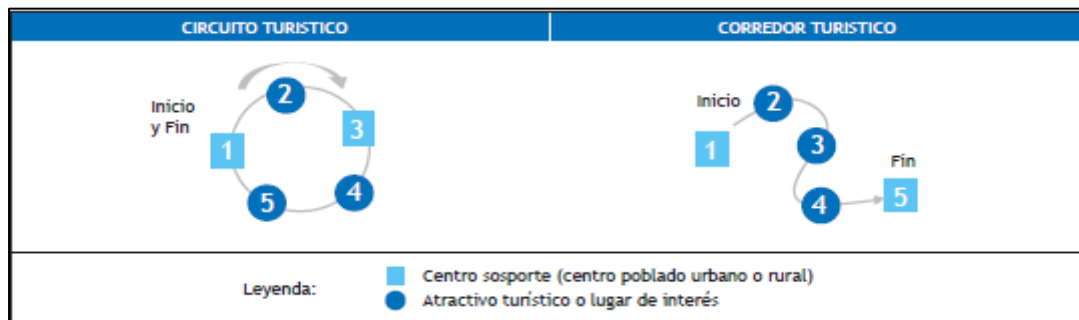 CIRCUITO TURISTICO
CORREDOR TURISTICO
Inicio
y Fin
1
2
3
4
5
Inicio
1
2
3
4
5
Fin
Leyenda:
Centro sosporte (centro poblado urbano o rural)
Atractivo turístico o lugar de interés